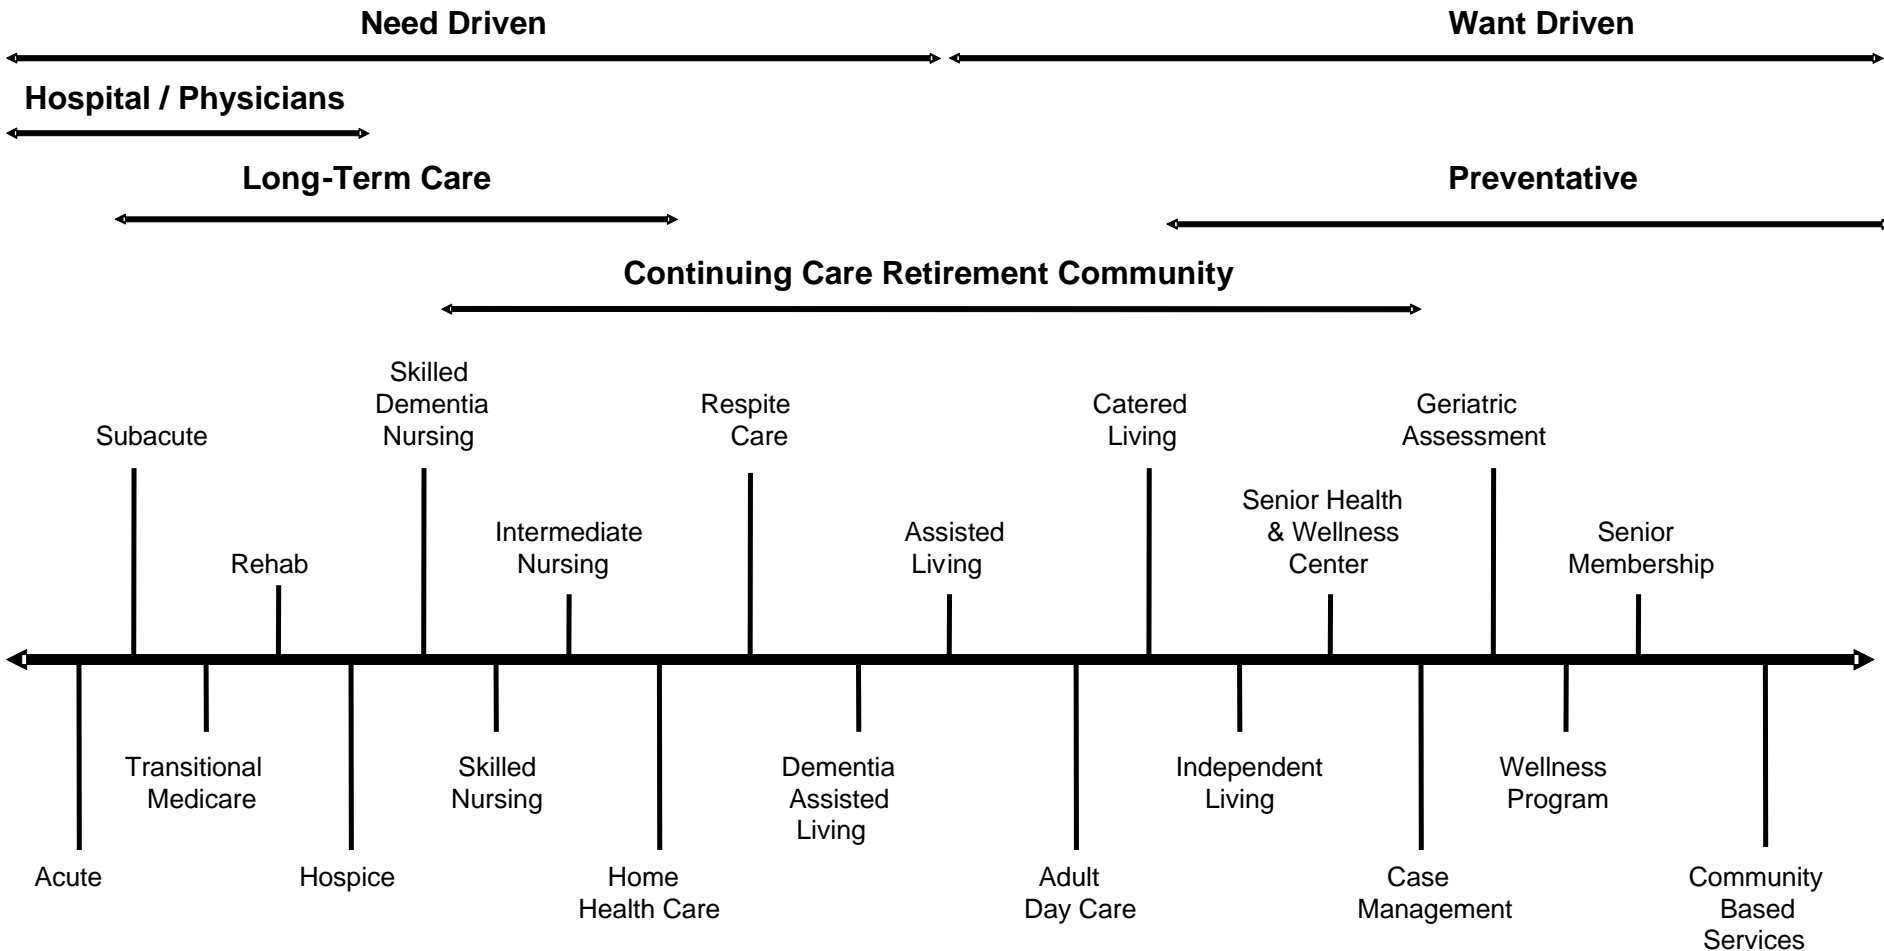 Need Driven
Want Driven
Hospital / Physicians
Long-Term Care
Preventative
Continuing Care Retirement Community
Subacute
Rehab
Skilled
Dementia
Nursing
Intermediate
Nursing
Respite
Care
Assisted
Living
Catered
Living
Senior Health
& Wellness
Center
Geriatric
Assessment
Senior
Membership
Acute
Transitional
Medicare
Hospice
Skilled
Nursing
Home
Health Care
Dementia
Assisted
Living
Adult
Day Care
Independent
Living
Case
Management
Wellness
Program
Community
Based
Services